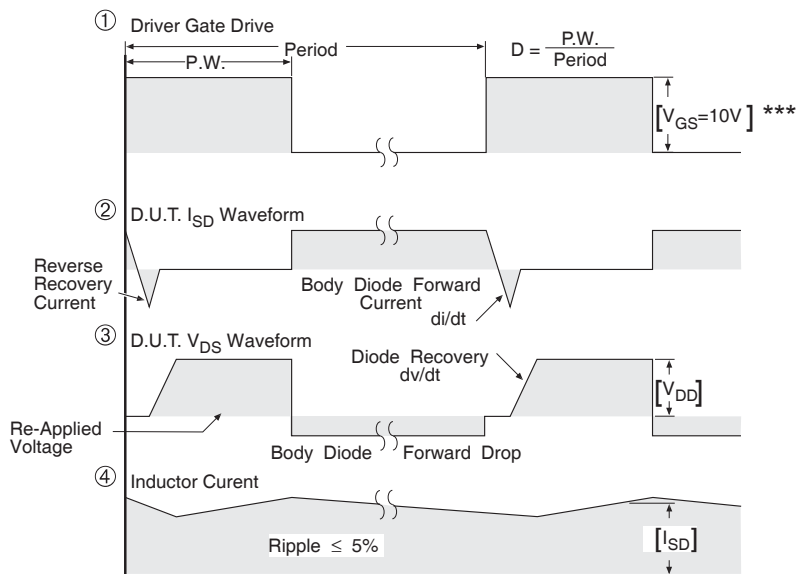 ① Driver Gate Drive
P.W.
Period
D = P.W. / Period
[VGS=10V] ***
② D.U.T. ISD Waveform
Reverse
Recovery
Current
Body Diode Forward
Current
di/dt
③ D.U.T. VDS Waveform
Diode Recovery
dv/dt
[VDD]
Re-Applied
Voltage
Body Diode Forward Drop
④ Inductor Curent
Ripple ≤ 5%
[ISD]